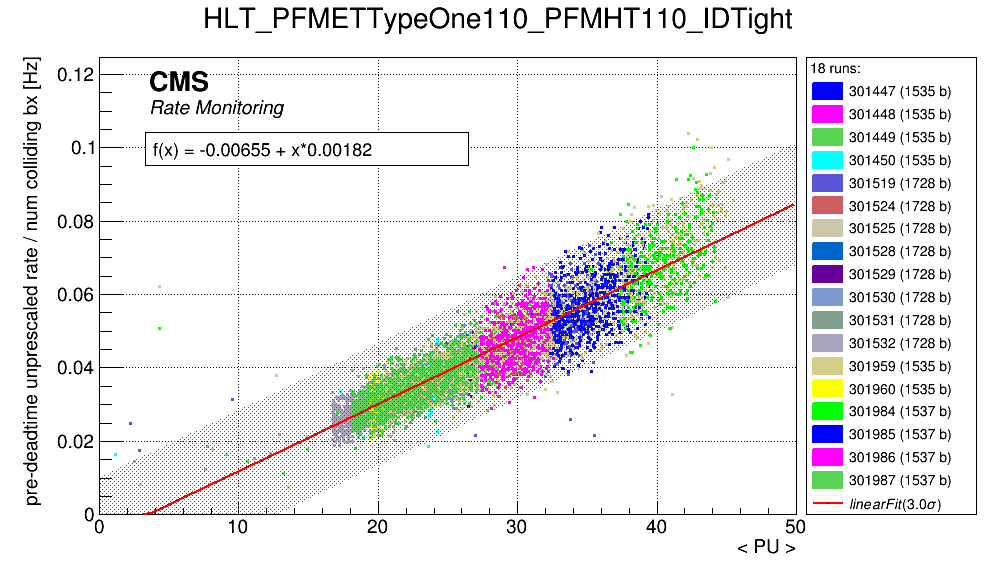 HLT_PFMETTypeOne110_PFMHT110_IDTight
pre-deadtime unprescaled rate / num colliding bx [Hz]
0.12
0.1
0.08
0.06
0.04
0.02
0
CMS
Rate Monitoring
f(x) = -0.00655 + x*0.00182
0 10 20 30 40 50
< PU >
18 runs:
301447 (1535 b)
301448 (1535 b)
301449 (1535 b)
301450 (1535 b)
301519 (1728 b)
301524 (1728 b)
301525 (1728 b)
301528 (1728 b)
301529 (1728 b)
301530 (1728 b)
301531 (1728 b)
301532 (1728 b)
301959 (1535 b)
301960 (1535 b)
301984 (1537 b)
301985 (1537 b)
301986 (1537 b)
301987 (1537 b)
linearFit(3.0σ)